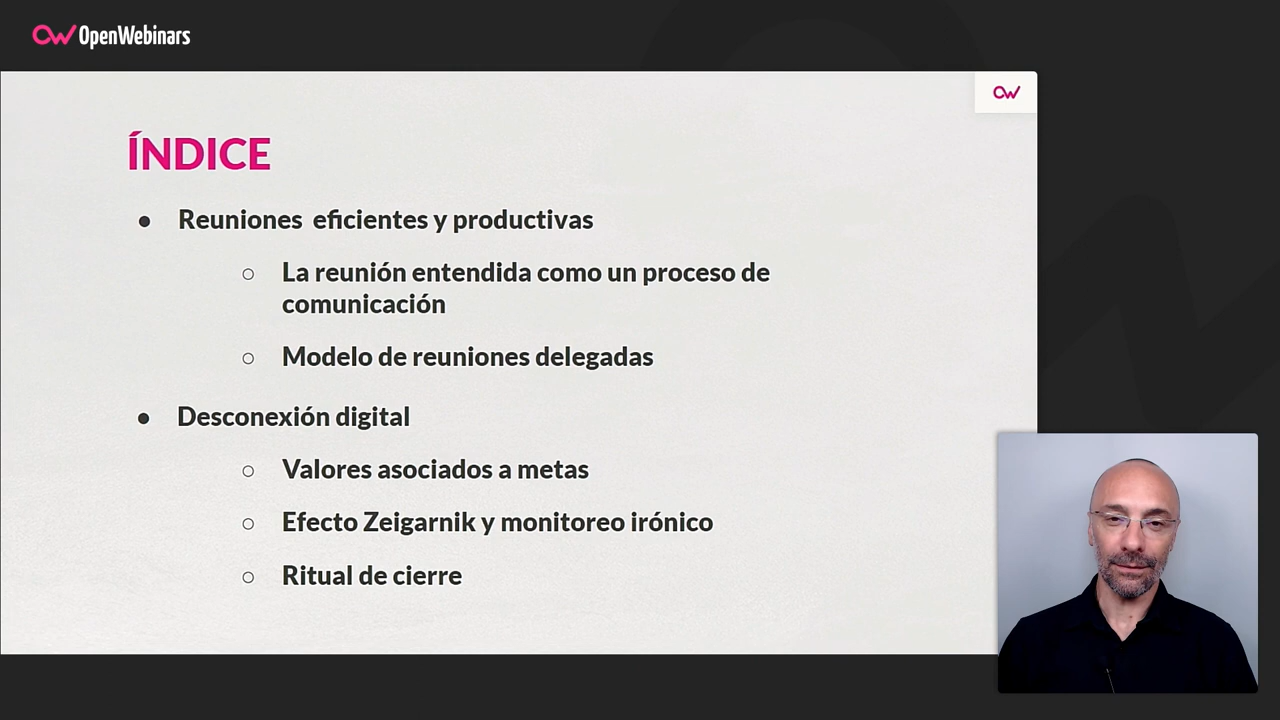 OpenWebinars
ÍNDICE
● Reuniones eficientes y productivas
○ La reunión entendida como un proceso de
comunicación
○ Modelo de reuniones delegadas
● Desconexión digital
○ Valores asociados a metas
○ Efecto Zeigarnik y monitoreo irónico
○ Ritual de cierre